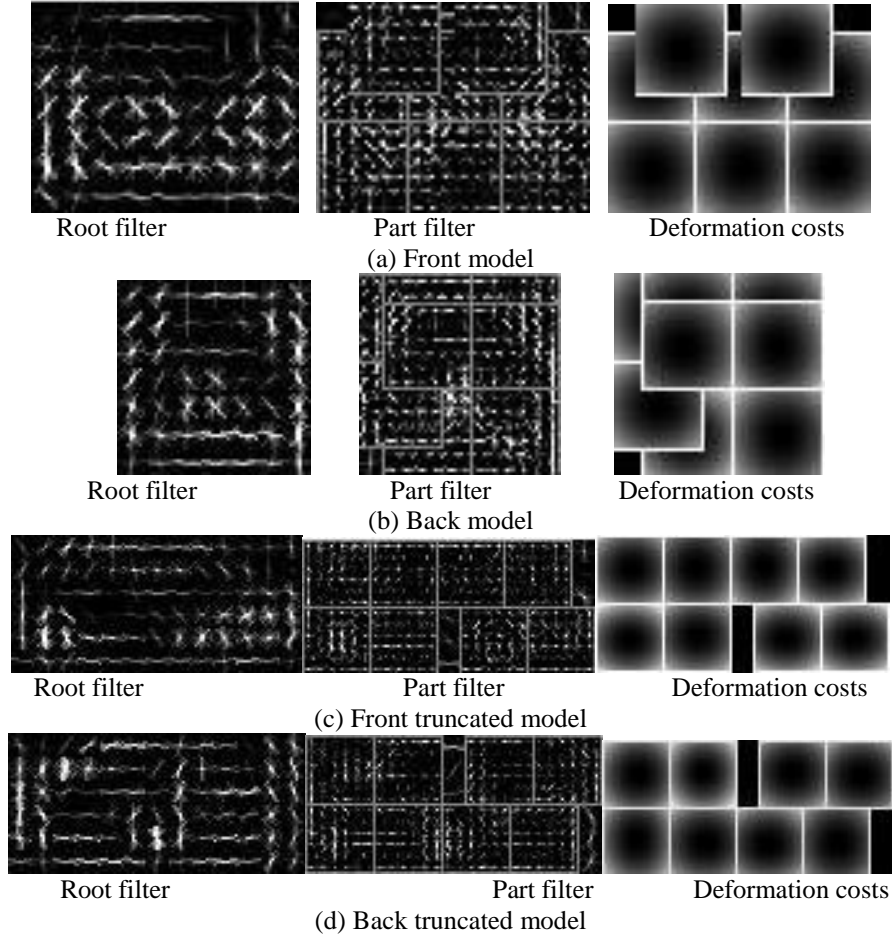 Root filter Part filter Deformation costs
(a) Front model
Root filter Part filter Deformation costs
(b) Back model
Root filter Part filter Deformation costs
(c) Front truncated model
Root filter Part filter Deformation costs
(d) Back truncated model